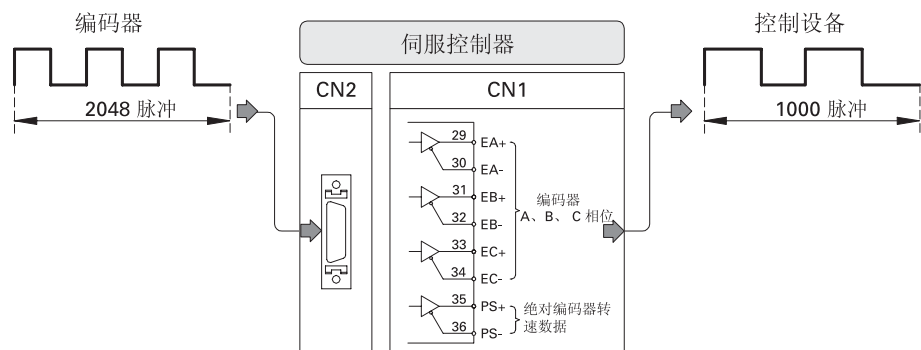 编码器
2048 脉冲
伺服控制器
CN2
CN1
29 EA+
30 EA-
31 EB+
32 EB-
33 EC+
34 EC-
35 PS+
36 PS-
编码器
A、B、C 相位
绝对编码器转
速数据
控制设备
1000 脉冲